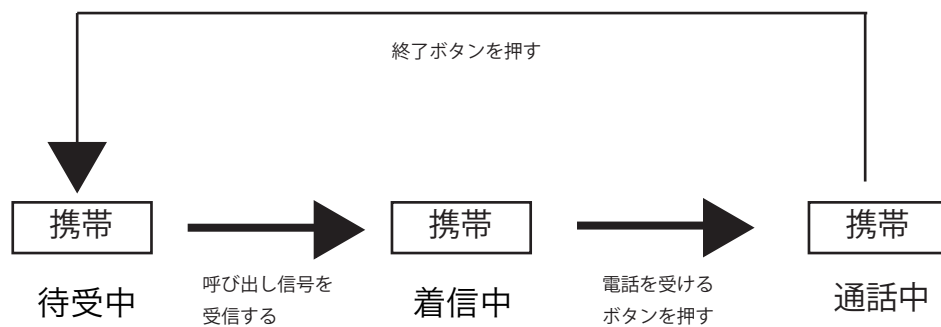 終了ボタンを押す
携帯
携帯
携帯
待受中
呼び出し信号を
受信する
着信中
電話を受ける
ボタンを押す
通話中